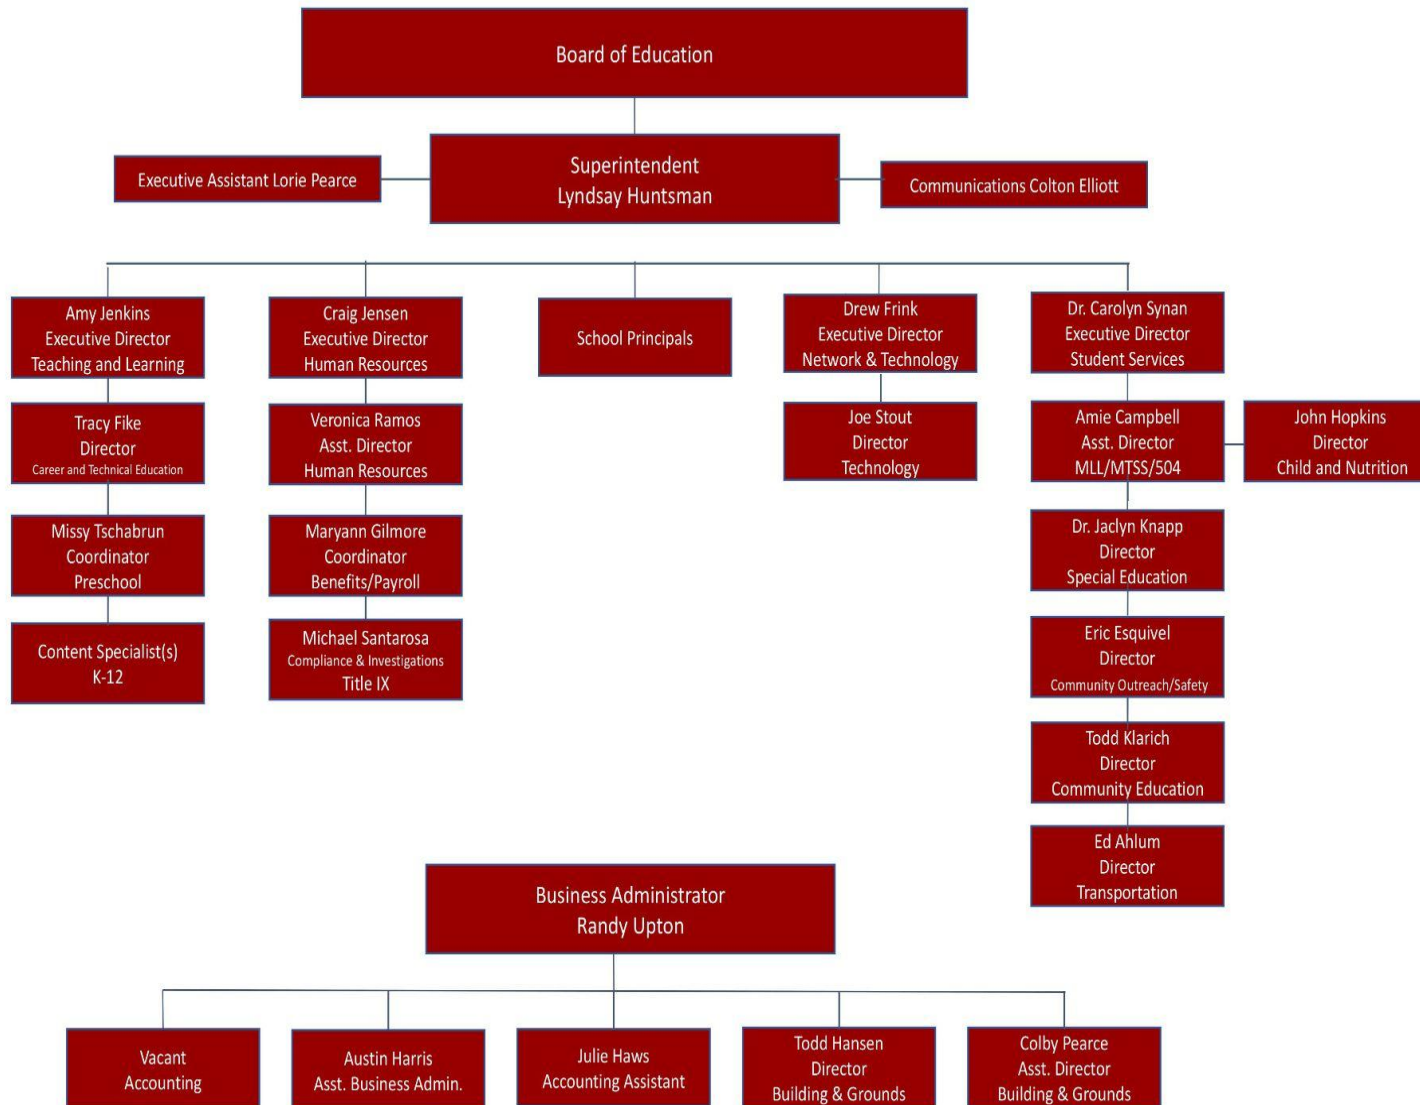 Board of Education
Executive Assistant Lorie Pearce
Superintendent
Lyndsay Huntsman
Communications Colton Elliott
Amy Jenkins
Executive Director
Teaching and Learning
Craig Jensen
Executive Director
Human Resources
School Principals
Drew Frink
Executive Director
Network & Technology
Dr. Carolyn Synan
Executive Director
Student Services
Tracy Fike
Director
Career and Technical Education
Veronica Ramos
Asst. Director
Human Resources
Joe Stout
Director
Technology
Amie Campbell
Asst. Director
MLL/MTSS/504
John Hopkins
Director
Child and Nutrition
Missy Tschabrun
Coordinator
Preschool
Maryann Gilmore
Coordinator
Benefits/Payroll
Dr. Jaclyn Knapp
Director
Special Education
Content Specialist(s)
K-12
Michael Santarosa
Compliance & Investigations
Title IX
Eric Esquivel
Director
Community Outreach/Safety
Todd Klarich
Director
Community Education
Ed Ahlum
Director
Transportation
Business Administrator
Randy Upton
Vacant
Accounting
Austin Harris
Asst. Business Admin.
Julie Haws
Accounting Assistant
Todd Hansen
Director
Building & Grounds
Colby Pearce
Asst. Director
Building & Grounds